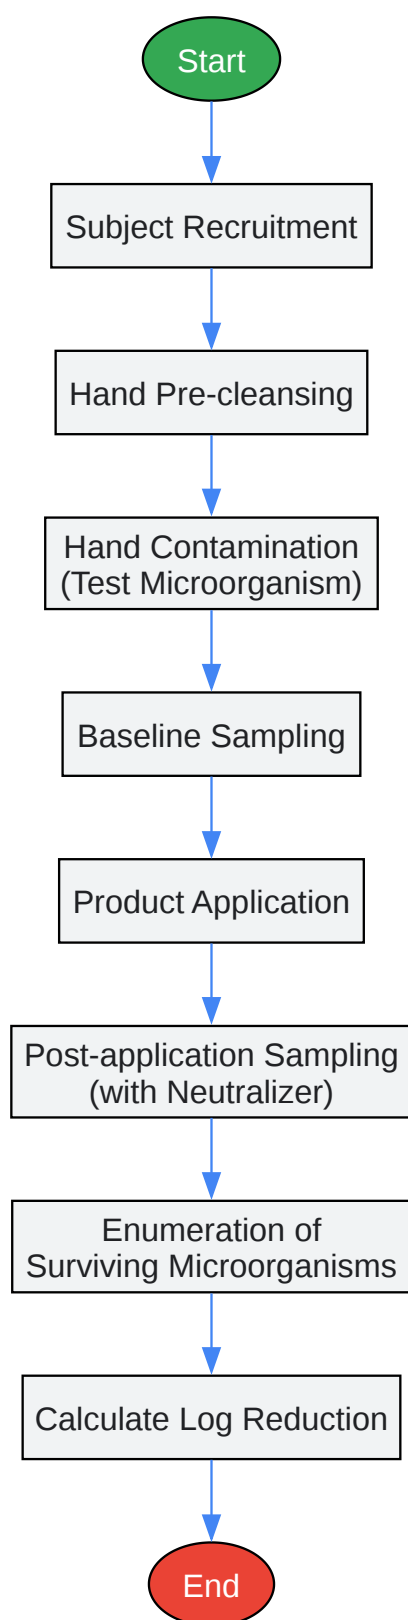 Start
Subject Recruitment
Hand Pre-cleansing
Hand Contamination
(Test Microorganism)
Baseline Sampling
Product Application
Post-application Sampling
(with Neutralizer)
Enumeration of
Surviving Microorganisms
Calculate Log Reduction
End